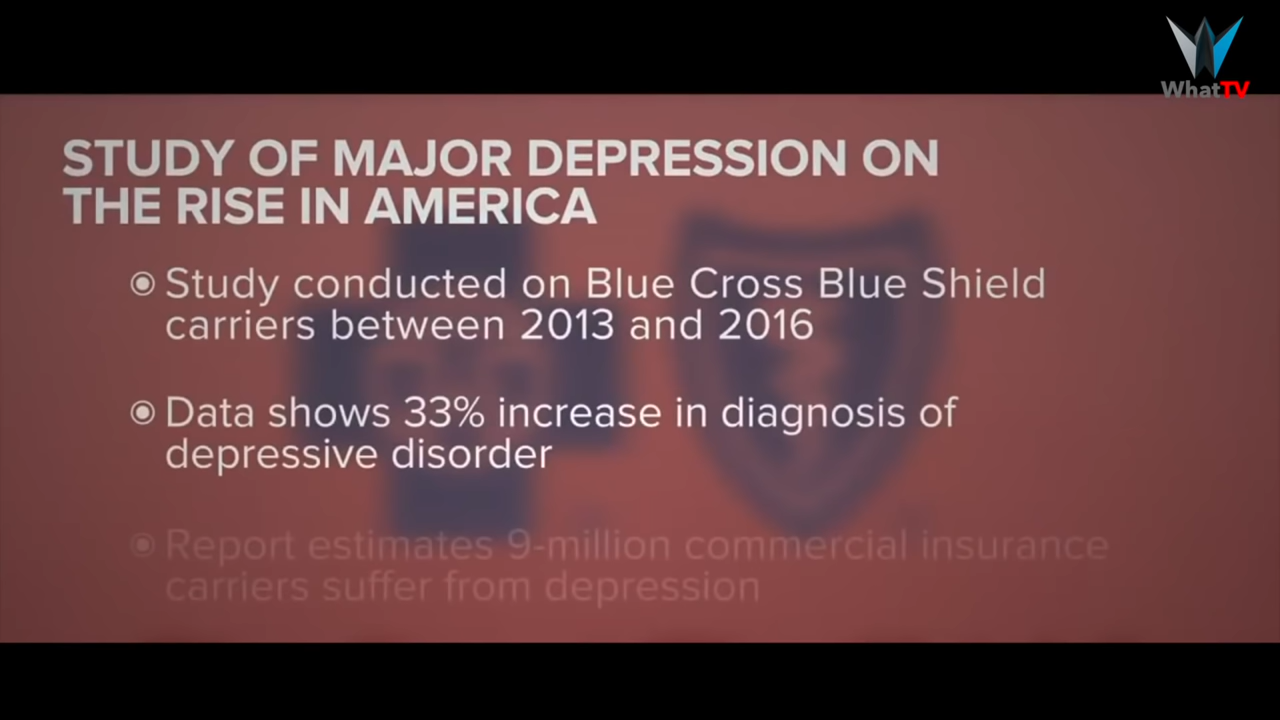 WhatTV
STUDY OF MAJOR DEPRESSION ON
THE RISE IN AMERICA
Study conducted on Blue Cross Blue Shield
carriers between 2013 and 2016
Data shows 33% increase in diagnosis of
depressive disorder
Report estimates 9-million commercial insurance
carriers suffer from depression